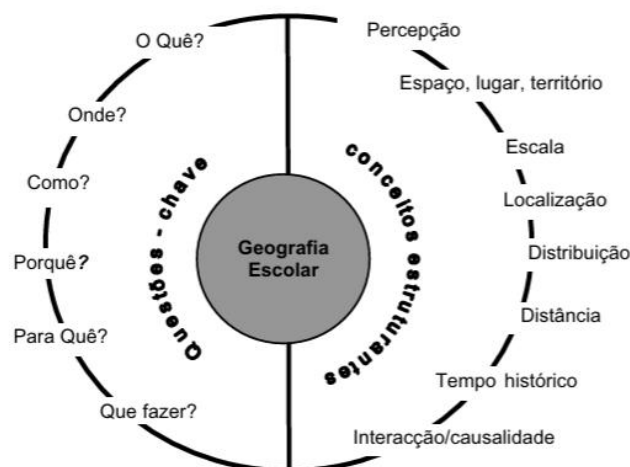 O Quê?
Onde?
Como?
Porquê?
Para Quê?
Que fazer?
Questões - chave
Geografia
Escolar
conceitos estruturantes
Percepção
Espaço, lugar, território
Escala
Localização
Distribuição
Distância
Tempo histórico
Interacção/causalidade